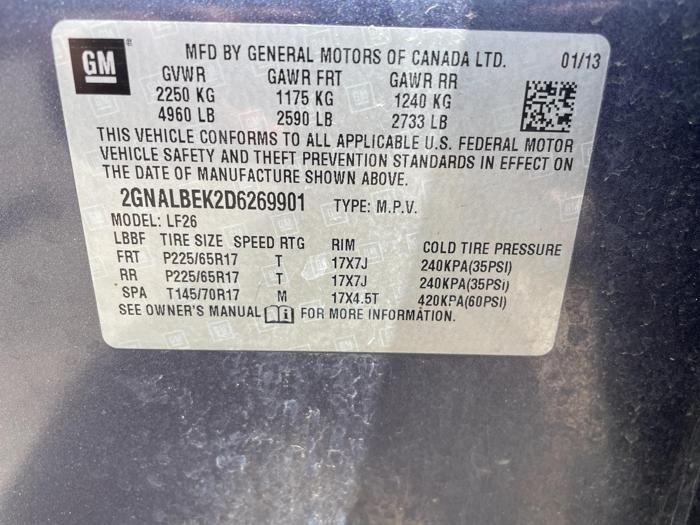 GM
MFD BY GENERAL MOTORS OF CANADA LTD. 01/13
GVWR GAWR FRT GAWR RR
2250 KG 1175 KG 1240 KG
4960 LB 2590 LB 2733 LB
THIS VEHICLE CONFORMS TO ALL APPLICABLE U.S. FEDERAL MOTOR
VEHICLE SAFETY AND THEFT PREVENTION STANDARDS IN EFFECT ON
THE DATE OF MANUFACTURE SHOWN ABOVE.
2GNALBEK2D6269901 TYPE: M.P.V.
MODEL: LF26
LBBF TIRE SIZE SPEED RTG RIM COLD TIRE PRESSURE
FRT P225/65R17 T 17X7J 240KPA(35PSI)
RR P225/65R17 T 17X7J 240KPA(35PSI)
SPA T145/70R17 M 17X4.5T 420KPA(60PSI)
SEE OWNER'S MANUAL i FOR MORE INFORMATION.